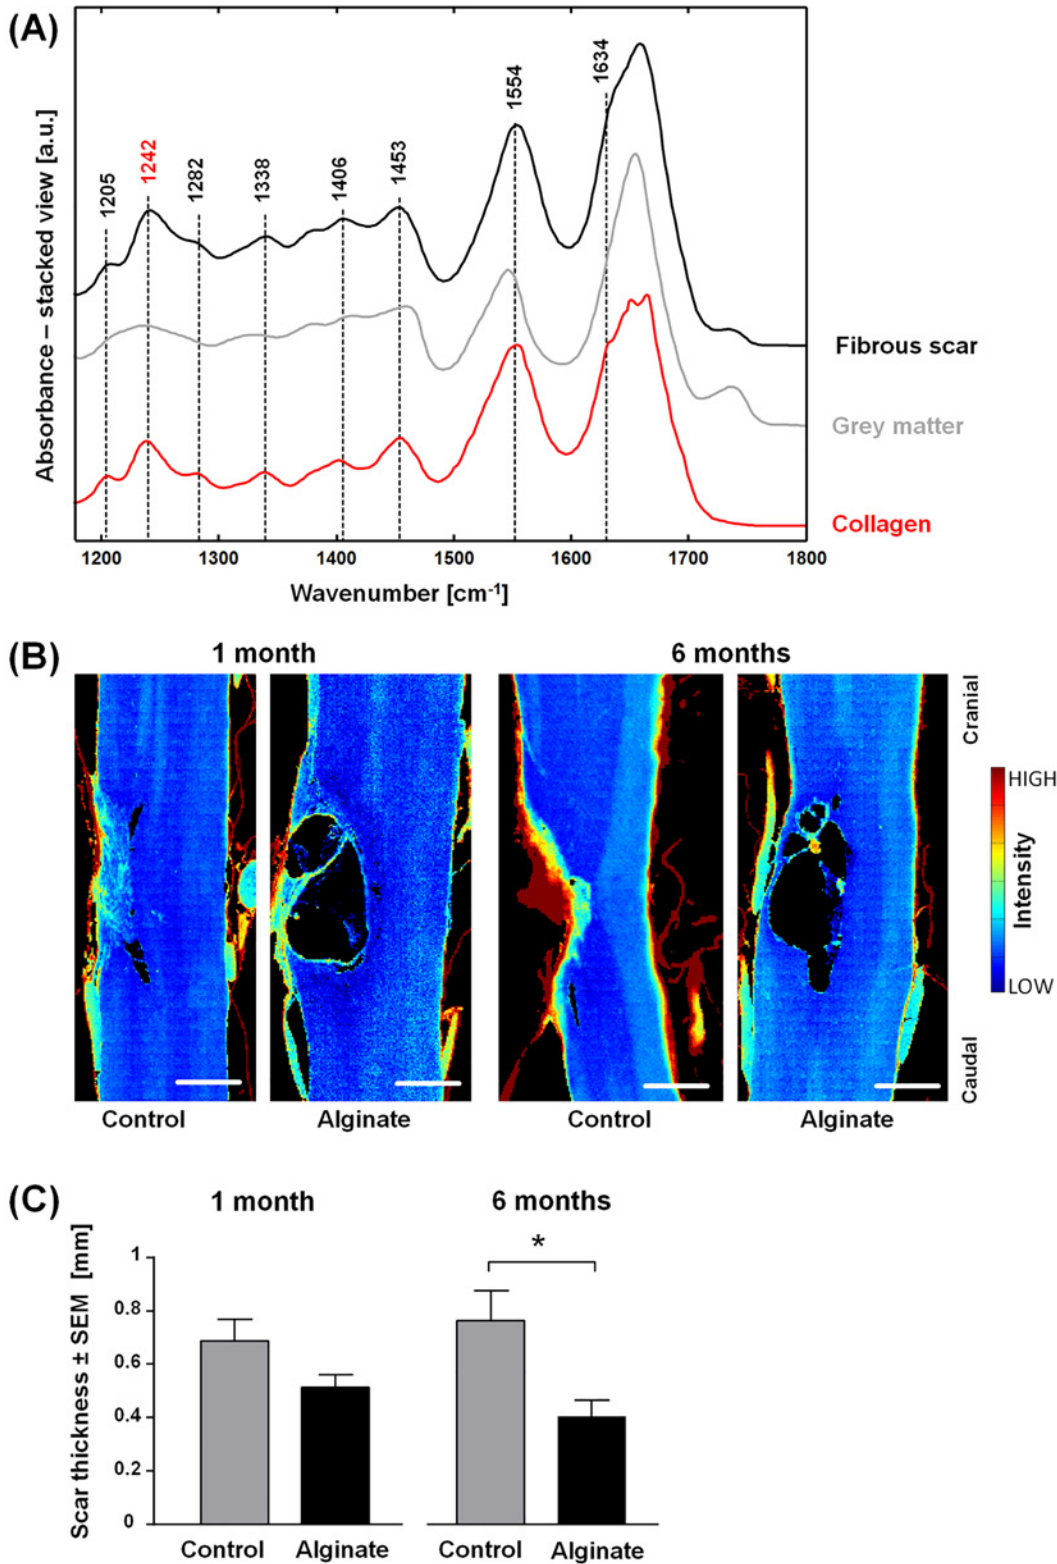 (A)
Absorbance – stacked view [a.u.]
1205
1242
1282
1338
1406
1453
1554
1634
Fibrous scar
Grey matter
Collagen
1200 1300 1400 1500 1600 1700 1800
Wavenumber [cm-1]
(B)
1 month 6 months
Cranial
Caudal
HIGH
Intensity
LOW
Control Alginate Control Alginate
(C)
1 month 6 months
Scar thickness ± SEM [mm]
*
1
0.8
0.6
0.4
0.2
0
Control Alginate Control Alginate